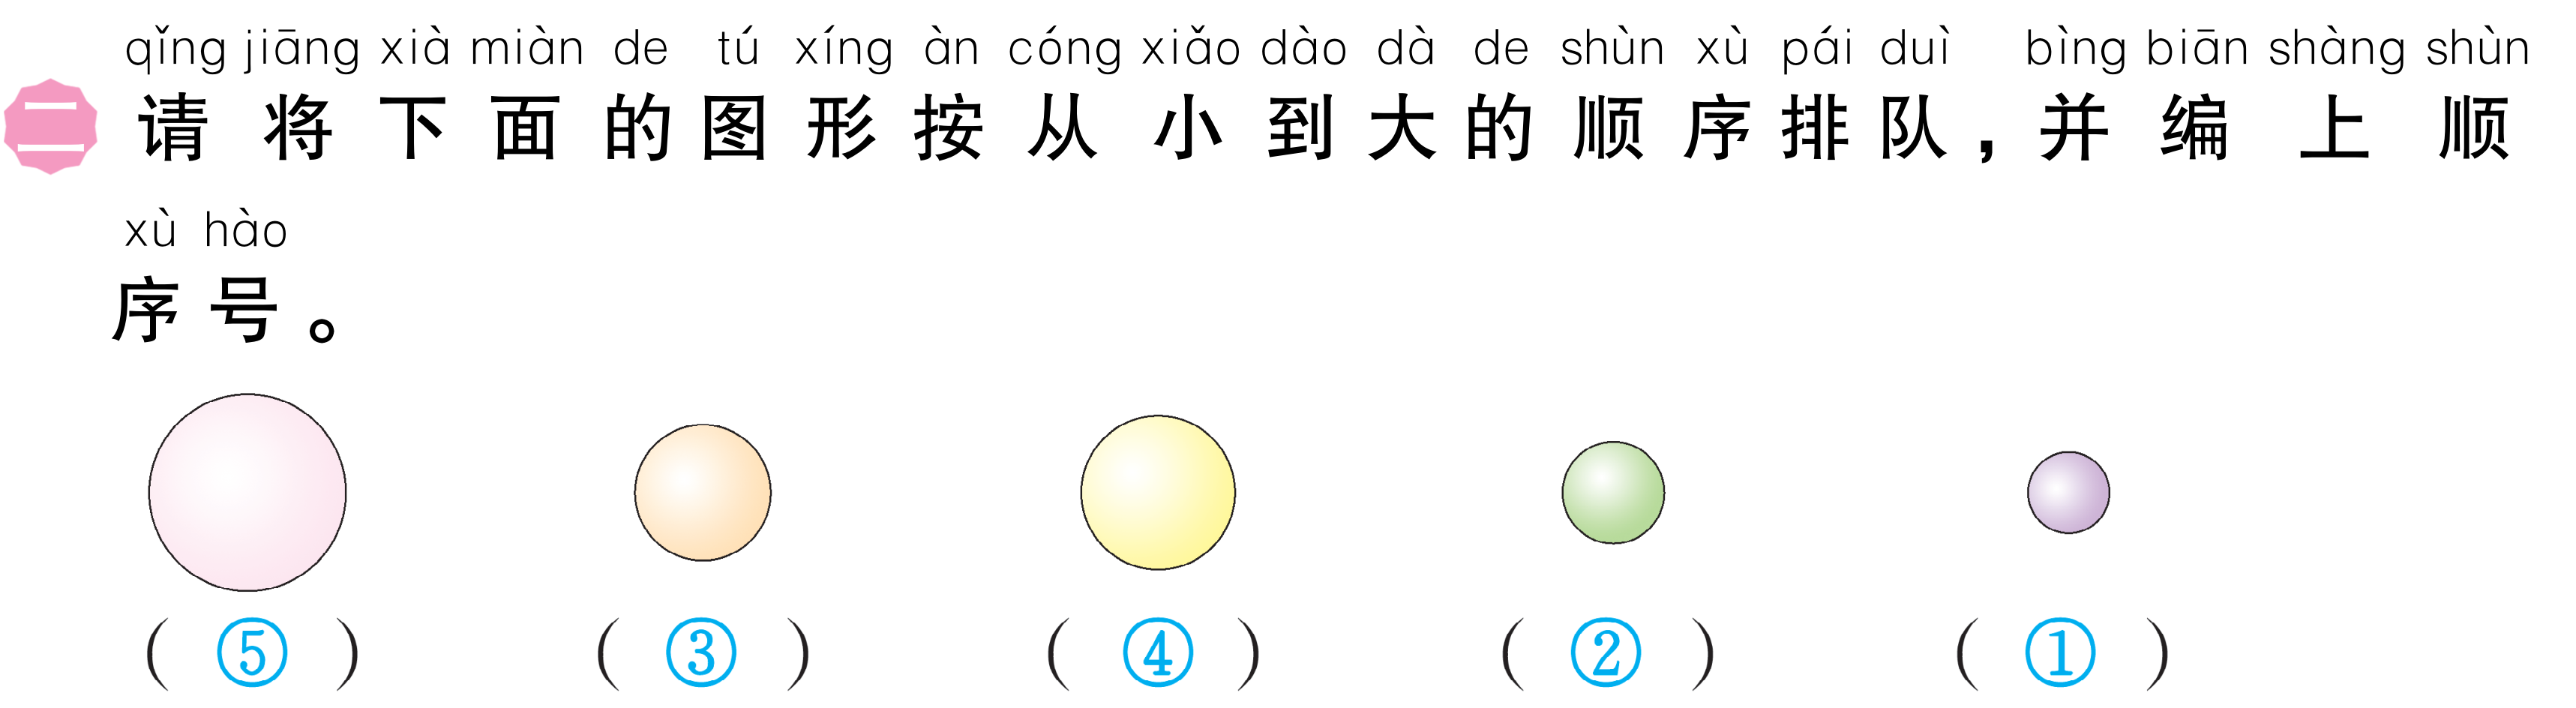 qǐng jiāng xià miàn de tú xíng àn cóng xiǎo dào dà de shùn xù pái duì bìng biān shàng shùn
二 请将下面的图形按从小到大的顺序排队，并编上顺
xù hào
序号。
( ⑤ ) ( ③ ) ( ④ ) ( ② ) ( ① )